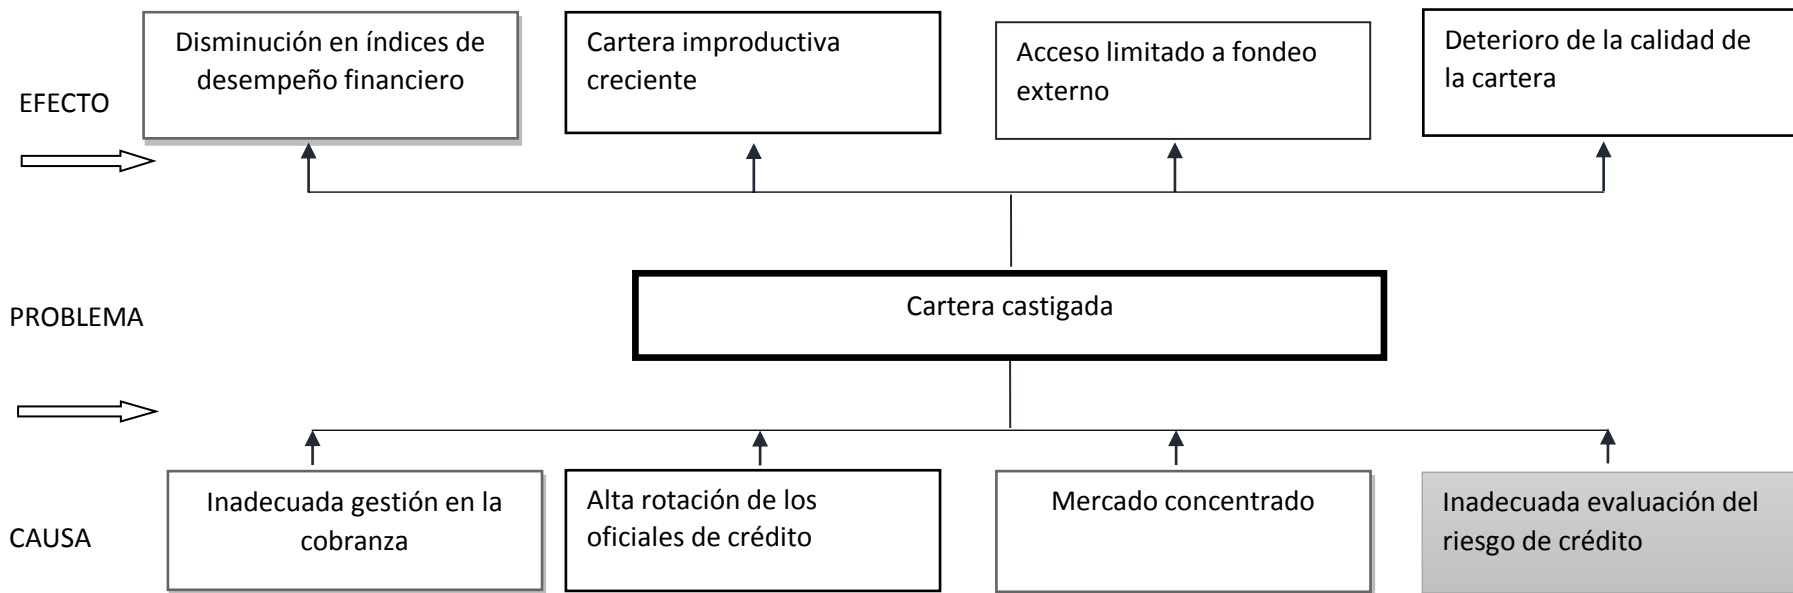 Disminución en índices de
desempeño financiero
Cartera improductiva
creciente
Acceso limitado a fondeo
externo
Deterioro de la calidad de
la cartera
EFECTO
Cartera castigada
PROBLEMA
Inadecuada gestión en la
cobranza
Alta rotación de los
oficiales de crédito
Mercado concentrado
Inadecuada evaluación del
riesgo de crédito
CAUSA